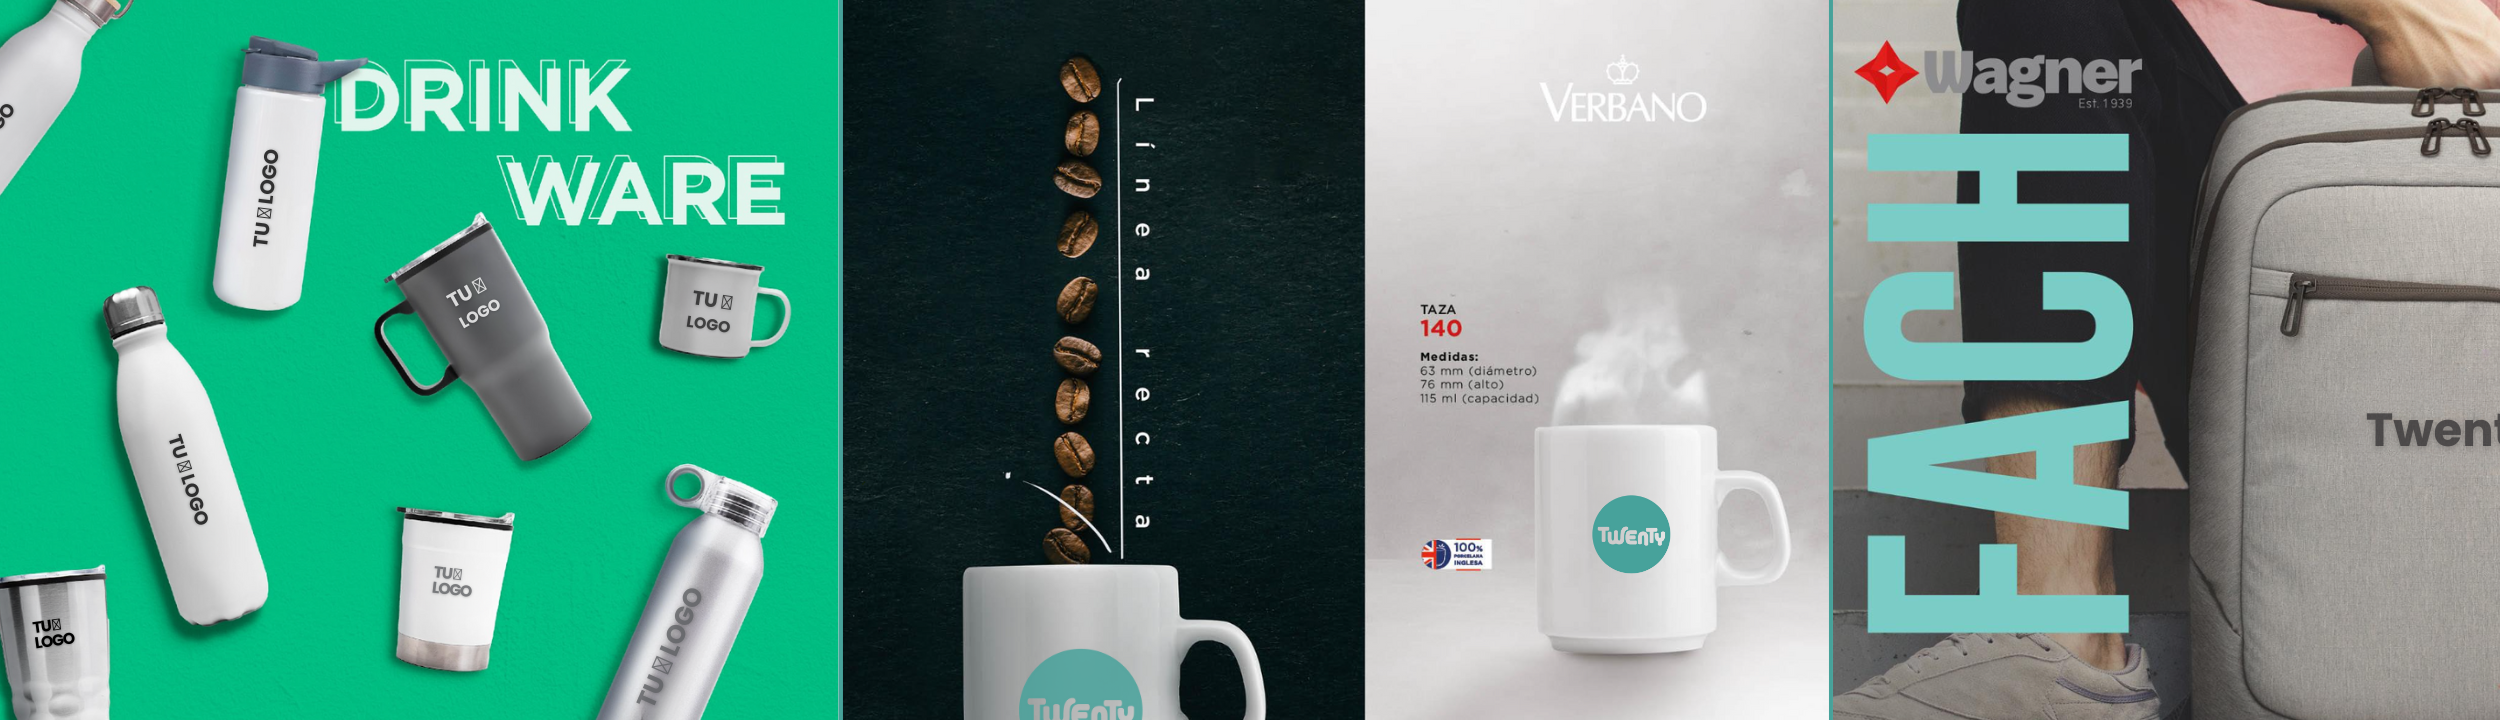 DRINK
WARE
TU LOGO
TU
LOGO
TU
LOGO
TU LOGO
TU
LOGO
TU
LOGO
TU LOGO
Línea recta
TWENTY
VERBANO
TAZA
140
Medidas:
63 mm (diámetro)
76 mm (alto)
115 ml (capacidad)
100%
PORCELANA
INGLESA
TWENTY
Wagner
Est. 1939
FACH
Twent